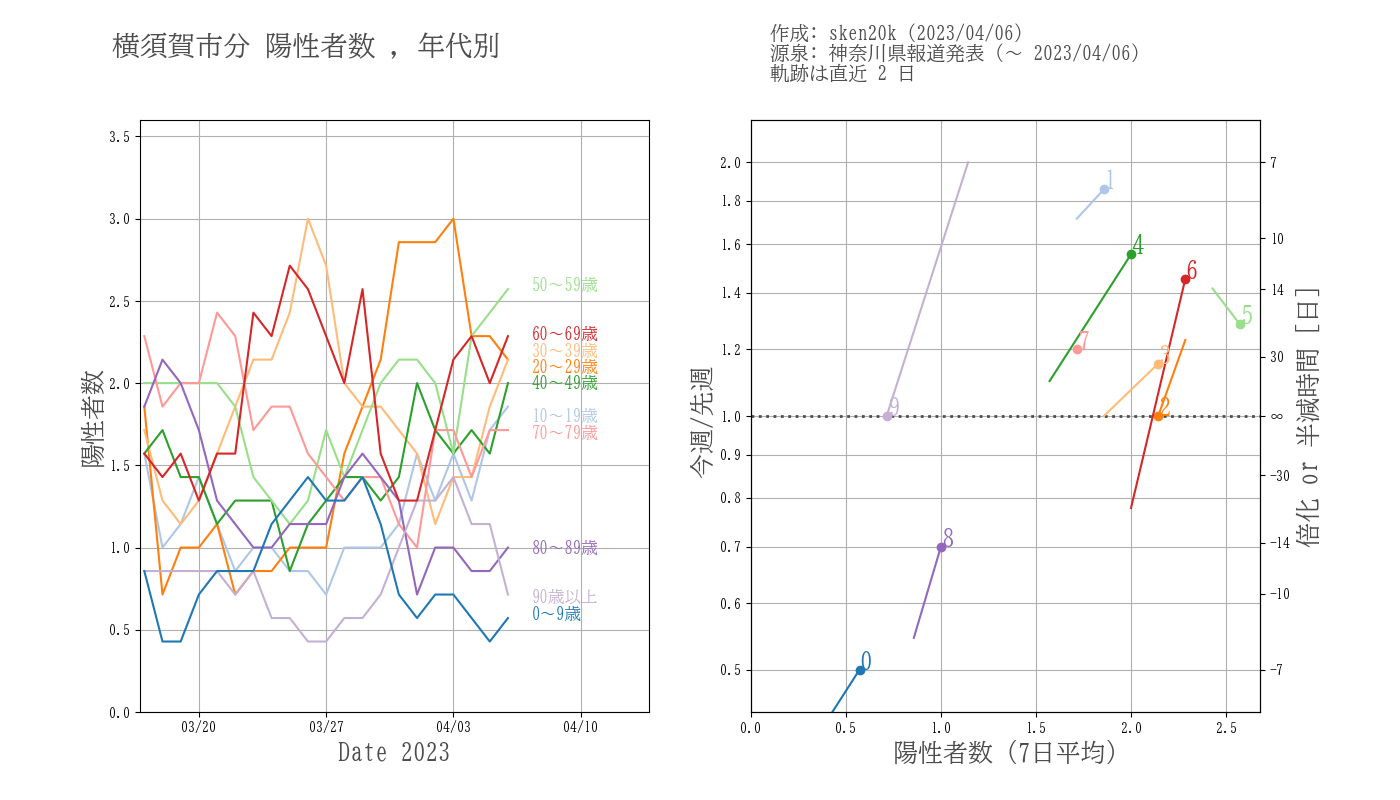 横須賀市分 陽性者数 , 年代別
作成: sken20k (2023/04/06)
源泉: 神奈川県報道発表 (〜 2023/04/06)
軌跡は直近 2 日
陽性者数
3.5
3.0
2.5
2.0
1.5
1.0
0.5
0.0
50〜59歳
60〜69歳
30〜39歳
20〜29歳
40〜49歳
10〜19歳
70〜79歳
80〜89歳
90歳以上
0〜9歳
03/20
03/27
04/03
04/10
Date 2023
今週/先週
2.0
1.8
1.6
1.4
1.2
1.0
0.9
0.8
0.7
0.6
0.5
1
4
6
5
7
3
9
2
8
0
7
10
14
30
∞
−30
−14
−10
−7
倍化 or 半減時間 [日]
0.0
0.5
1.0
1.5
2.0
2.5
陽性者数 (7日平均)